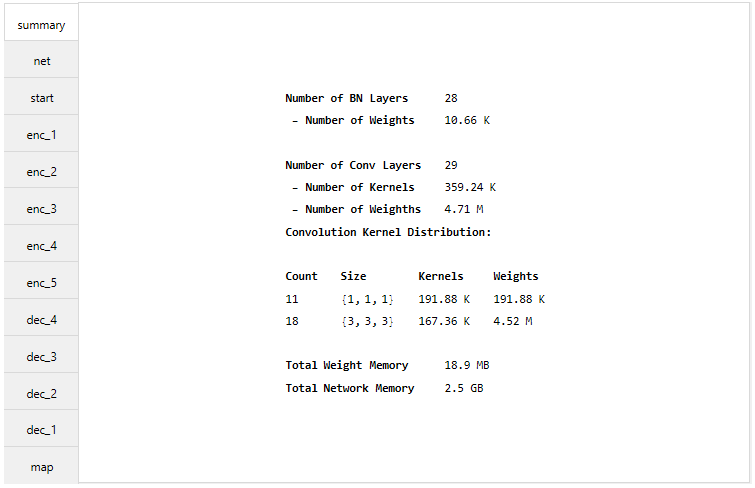 summary
net
start
enc_1
enc_2
enc_3
enc_4
enc_5
dec_4
dec_3
dec_2
dec_1
map
Number of BN Layers 28
– Number of Weights 10.66 K
Number of Conv Layers 29
– Number of Kernels 359.24 K
– Number of Weighths 4.71 M
Convolution Kernel Distribution:
Count Size Kernels Weights
11 {1, 1, 1} 191.88 K 191.88 K
18 {3, 3, 3} 167.36 K 4.52 M
Total Weight Memory 18.9 MB
Total Network Memory 2.5 GB